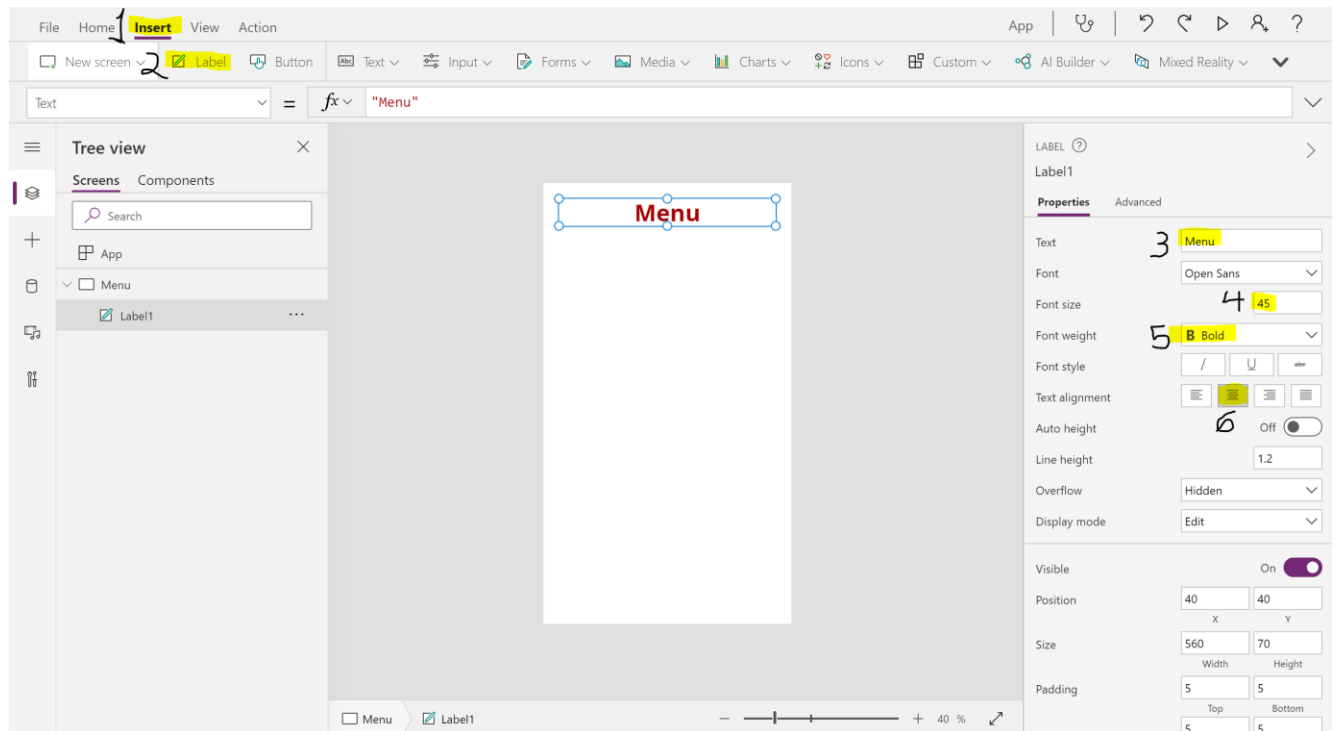 File Home 1 Insert View Action App
New screen 2 Label Button Abc Text Input Forms Media Charts Icons Custom AI Builder Mixed Reality
Text = fx "Menu"
Tree view
Screens Components
Search
App
Menu
Label1 ...
Menu
LABEL ?
Label1
Properties Advanced
Text 3 Menu
Font Open Sans
Font size 4 45
Font weight 5 B Bold
Font style / U abc
Text alignment
6
Auto height Off
Line height 1.2
Overflow Hidden
Display mode Edit
Visible On
Position 40 40
X Y
Size 560 70
Width Height
Padding 5 5
Top Bottom
5 5
Menu Label1 − + 40 %